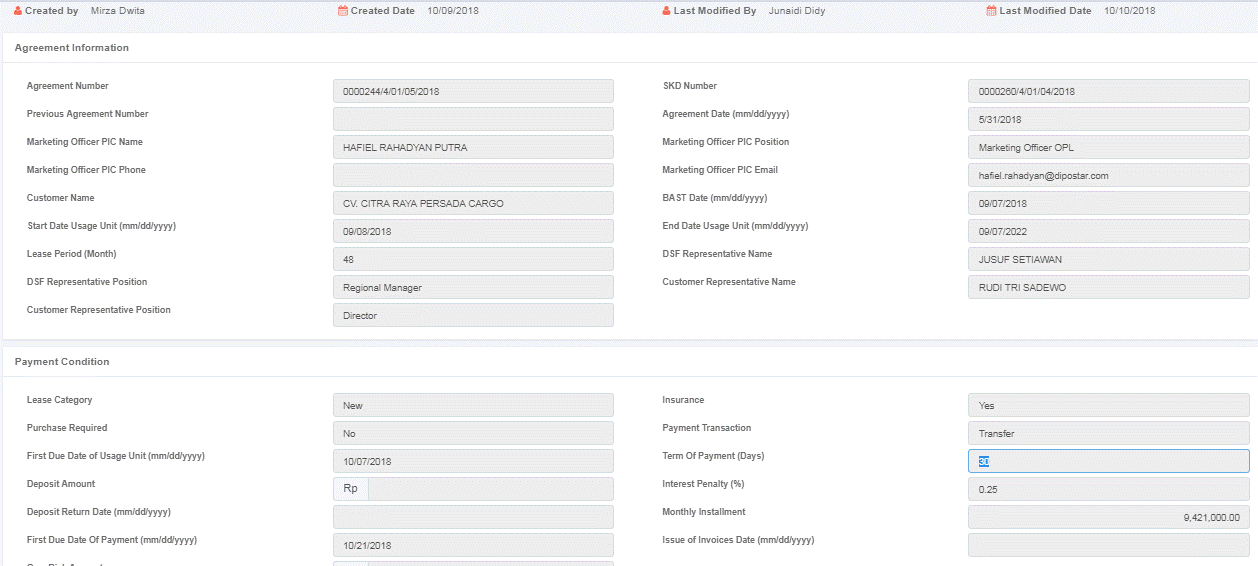 Created by Mirza Dwita Created Date 10/09/2018 Last Modified By Junaidi Didy Last Modified Date 10/10/2018
Agreement Information
Agreement Number 0000244/4/01/05/2018 SKD Number 0000260/4/01/04/2018
Previous Agreement Number Agreement Date (mm/dd/yyyy) 5/31/2018
Marketing Officer PIC Name HAFIEL RAHADYAN PUTRA Marketing Officer PIC Position Marketing Officer OPL
Marketing Officer PIC Phone Marketing Officer PIC Email hafiel.rahadyan@dipostar.com
Customer Name CV. CITRA RAYA PERSADA CARGO BAST Date (mm/dd/yyyy) 09/07/2018
Start Date Usage Unit (mm/dd/yyyy) 09/08/2018 End Date Usage Unit (mm/dd/yyyy) 09/07/2022
Lease Period (Month) 48 DSF Representative Name JUSUF SETIAWAN
DSF Representative Position Regional Manager Customer Representative Name RUDI TRI SADEWO
Customer Representative Position Director
Payment Condition
Lease Category New Insurance Yes
Purchase Required No Payment Transaction Transfer
First Due Date of Usage Unit (mm/dd/yyyy) 10/07/2018 Term Of Payment (Days) 30
Deposit Amount Rp Interest Penalty (%) 0.25
Deposit Return Date (mm/dd/yyyy) Monthly Installment 9,421,000.00
First Due Date Of Payment (mm/dd/yyyy) 10/21/2018 Issue of Invoices Date (mm/dd/yyyy)